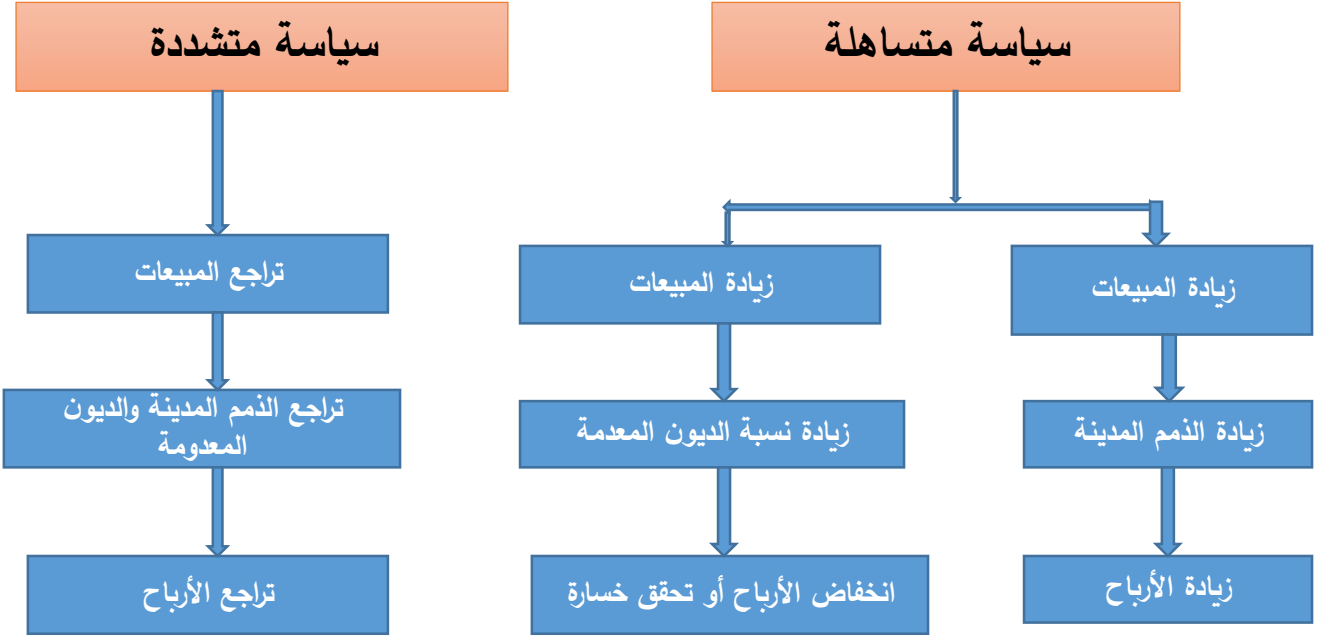 سياسة متساهلة
سياسة متشددة
زيادة المبيعات
زيادة المبيعات
تراجع المبيعات
زيادة الذمم المدينة
زيادة نسبة الديون المعدمة
تراجع الذمم المدينة والديون
المعدومة
زيادة الأرباح
انخفاض الأرباح أو تحقق خسارة
تراجع الأرباح